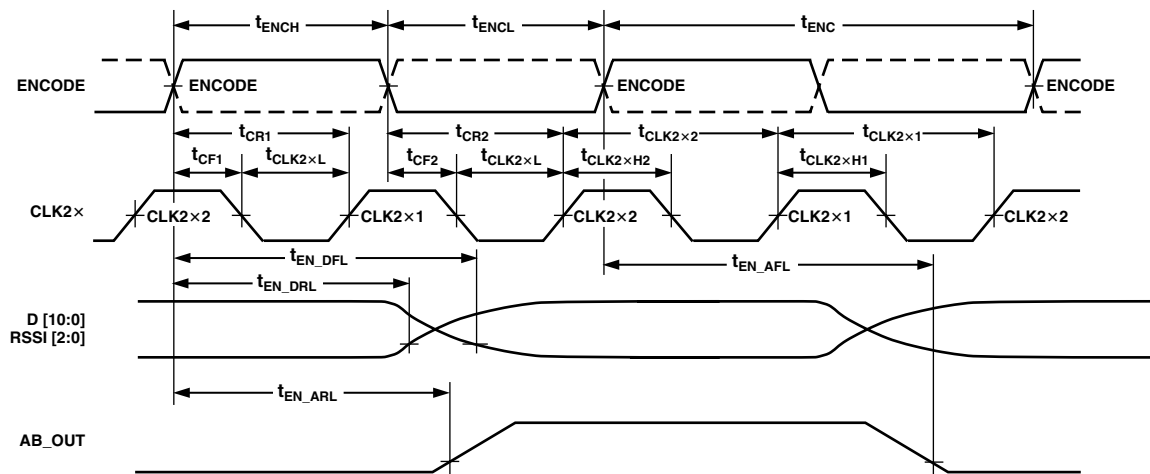 tENCH tENCL tENC
ENCODE ENCODE ENCODE ENCODE
tCR1 tCR2 tCLK2×2 tCLK2×1
tCF1 tCLK2×L tCF2 tCLK2×L tCLK2×H2 tCLK2×H1
CLK2× CLK2×2 CLK2×1 CLK2×2 CLK2×1 CLK2×2
tEN_DFL tEN_AFL
tEN_DRL
D [10:0]
RSSI [2:0]
tEN_ARL
AB_OUT